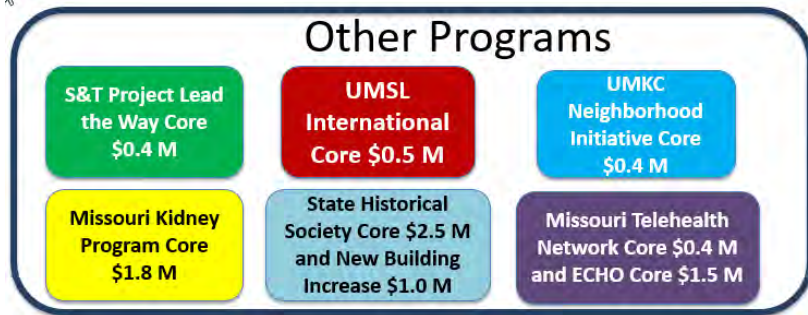 Other Programs
S&T Project Lead
the Way Core
$0.4 M
UMSL
International
Core $0.5 M
UMKC
Neighborhood
Initiative Core
$0.4 M
Missouri Kidney
Program Core
$1.8 M
State Historical
Society Core $2.5 M
and New Building
Increase $1.0 M
Missouri Telehealth
Network Core $0.4 M
and ECHO Core $1.5 M